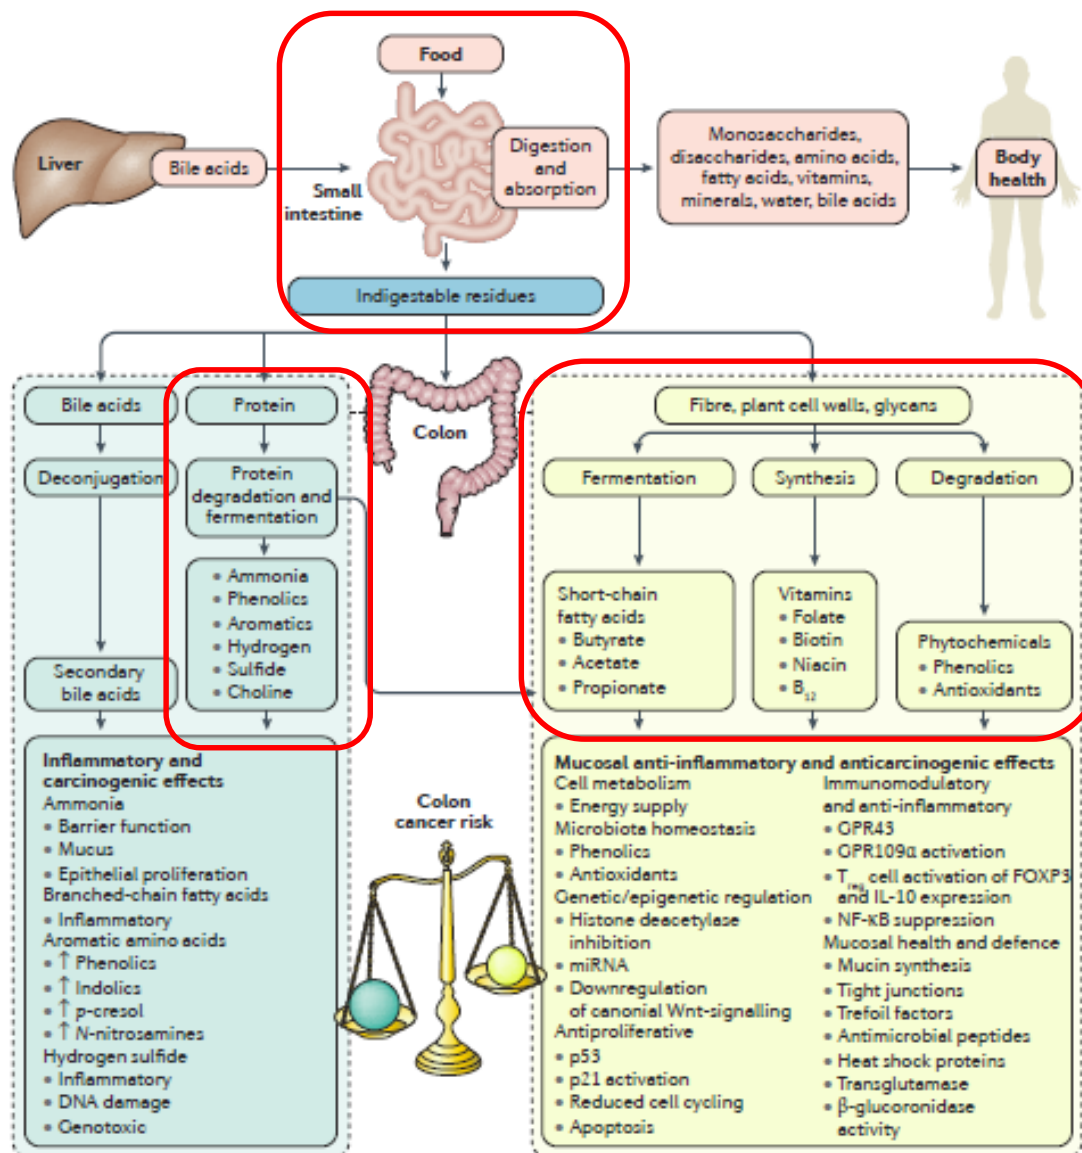 Food
Liver
Bile acids
Small
intestine
Digestion
and
absorption
Monosaccharides,
disaccharides, amino acids,
fatty acids, vitamins,
minerals, water, bile acids
Body
health
Indigestable residues
Bile acids
Protein
Colon
Fibre, plant cell walls, glycans
Deconjugation
Protein
degradation and
fermentation
Fermentation
Synthesis
Degradation
• Ammonia
• Phenolics
• Aromatics
• Hydrogen
• Sulfide
• Choline
Short-chain
fatty acids
• Butyrate
• Acetate
• Propionate
Vitamins
• Folate
• Biotin
• Niacin
• B12
Phytochemicals
• Phenolics
• Antioxidants
Secondary
bile acids
Inflammatory and
carcinogenic effects
Ammonia
• Barrier function
• Mucus
• Epithelial proliferation
Branched-chain fatty acids
• Inflammatory
Aromatic amino acids
• ↑ Phenolics
• ↑ Indolics
• ↑ p-cresol
• ↑ N-nitrosamines
Hydrogen sulfide
• Inflammatory
• DNA damage
• Genotoxic
Colon
cancer risk
Mucosal anti-inflammatory and anticarcinogenic effects
Cell metabolism
• Energy supply
Microbiota homeostasis
• Phenolics
• Antioxidants
Genetic/epigenetic regulation
• Histone deacetylase
inhibition
• miRNA
• Downregulation
of canonial Wnt-signalling
Antiproliferative
• p53
• p21 activation
• Reduced cell cycling
• Apoptosis
Immunomodulatory
and anti-inflammatory
• GPR43
• GPR109α activation
• Treg cell activation of FOXP3
and IL-10 expression
• NF-κB suppression
Mucosal health and defence
• Mucin synthesis
• Tight junctions
• Trefoil factors
• Antimicrobial peptides
• Heat shock proteins
• Transglutamase
• β-glucoronidase
activity